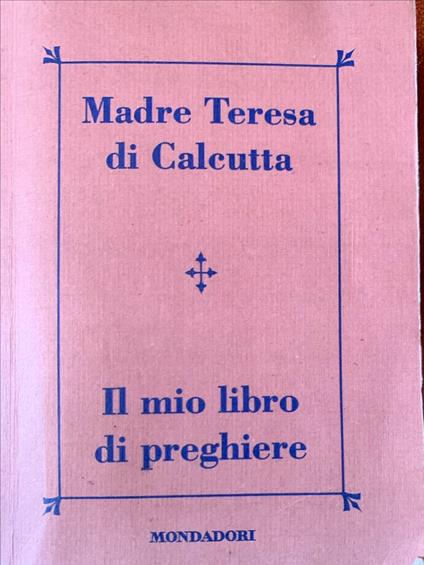 Madre Teresa
di Calcutta
Il mio libro
di preghiere
MONDADORI